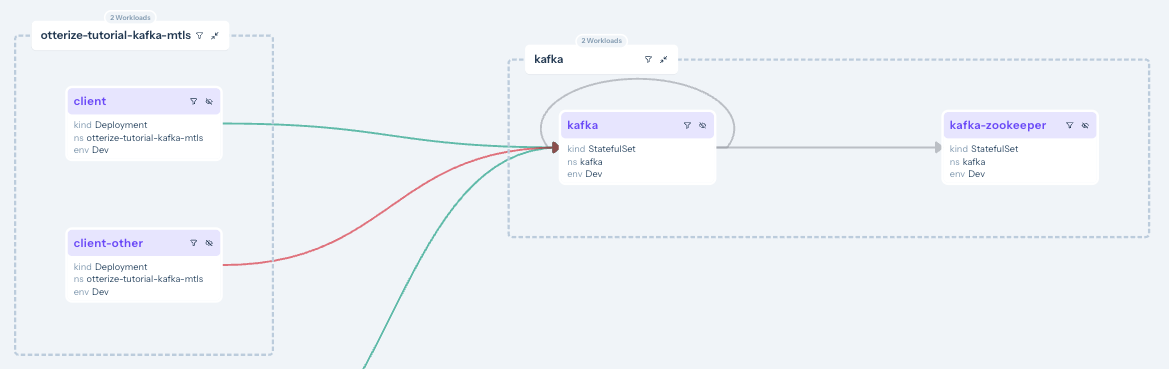 2 Workloads
otterize-tutorial-kafka-mtls
client
kind Deployment
ns otterize-tutorial-kafka-mtls
env Dev
client-other
kind Deployment
ns otterize-tutorial-kafka-mtls
env Dev
2 Workloads
kafka
kafka
kind StatefulSet
ns kafka
env Dev
kafka-zookeeper
kind StatefulSet
ns kafka
env Dev